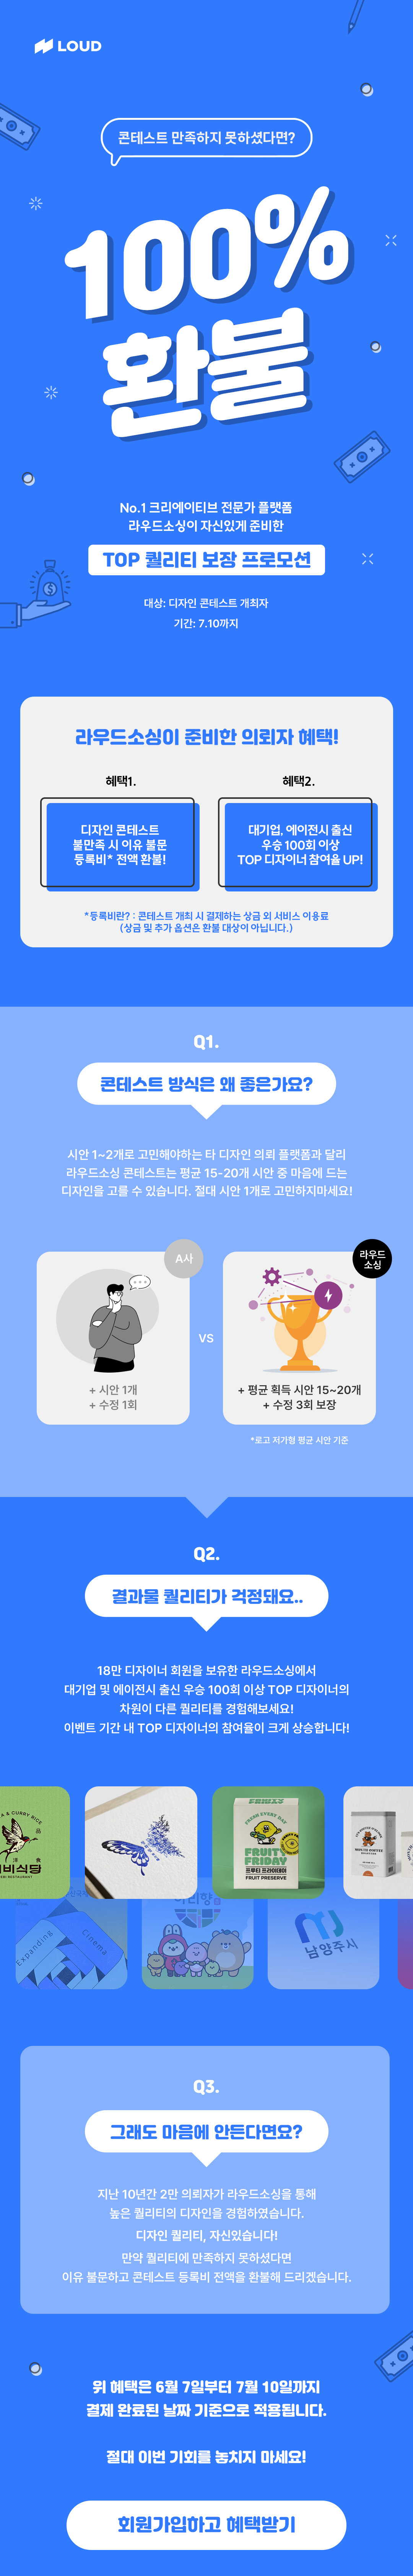 LOUD
콘테스트 만족하지 못하셨다면?
100%
환불
No.1 크리에이티브 전문가 플랫폼
라우드소싱이 자신있게 준비한
TOP 퀄리티 보장 프로모션
대상: 디자인 콘테스트 개최자
기간: 7.10까지
라우드소싱이 준비한 의뢰자 혜택!
혜택1.
혜택2.
디자인 콘테스트
불만족 시 이유 불문
등록비* 전액 환불!
대기업, 에이전시 출신
우승 100회 이상
TOP 디자이너 참여율 UP!
*등록비란? : 콘테스트 개최 시 결제하는 상금 외 서비스 이용료
(상금 및 추가 옵션은 환불 대상이 아닙니다.)
Q1.
콘테스트 방식은 왜 좋은가요?
시안 1~2개로 고민해야하는 타 디자인 의뢰 플랫폼과 달리
라우드소싱 콘테스트는 평균 15-20개 시안 중 마음에 드는
디자인을 고를 수 있습니다. 절대 시안 1개로 고민하지마세요!
A사
라우드
소싱
VS
+ 시안 1개
+ 수정 1회
+ 평균 획득 시안 15~20개
+ 수정 3회 보장
*로고 저가형 평균 시안 기준
Q2.
결과물 퀄리티가 걱정돼요..
18만 디자이너 회원을 보유한 라우드소싱에서
대기업 및 에이전시 출신 우승 100회 이상 TOP 디자이너의
차원이 다른 퀄리티를 경험해보세요!
이벤트 기간 내 TOP 디자이너의 참여율이 크게 상승합니다!
& CURRY RICE
비식당
RESTAURANT
FRESH EVERY DAY
FRUITY
FRIDAY
프루티 프라이데이
FRUIT PRESERVE
Expanding
Cinema
남양주시
Q3.
그래도 마음에 안든다면요?
지난 10년간 2만 의뢰자가 라우드소싱을 통해
높은 퀄리티의 디자인을 경험하였습니다.
디자인 퀄리티, 자신있습니다!
만약 퀄리티에 만족하지 못하셨다면
이유 불문하고 콘테스트 등록비 전액을 환불해 드리겠습니다.
위 혜택은 6월 7일부터 7월 10일까지
결제 완료된 날짜 기준으로 적용됩니다.
절대 이번 기회를 놓치지 마세요!
회원가입하고 혜택받기